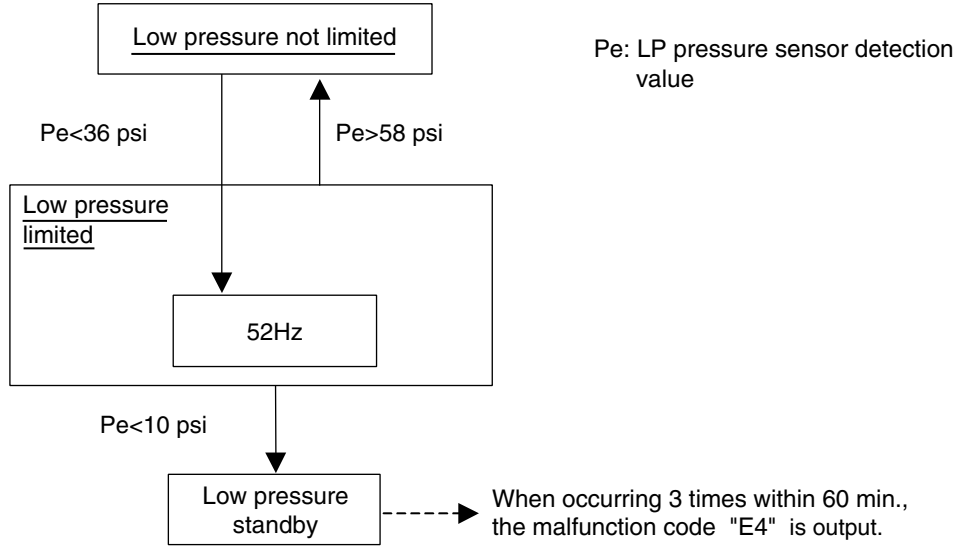 Low pressure not limited
Pe: LP pressure sensor detection
value
Pe<36 psi
Pe>58 psi
Low pressure
limited
52Hz
Pe<10 psi
Low pressure
standby
When occurring 3 times within 60 min.,
the malfunction code "E4" is output.